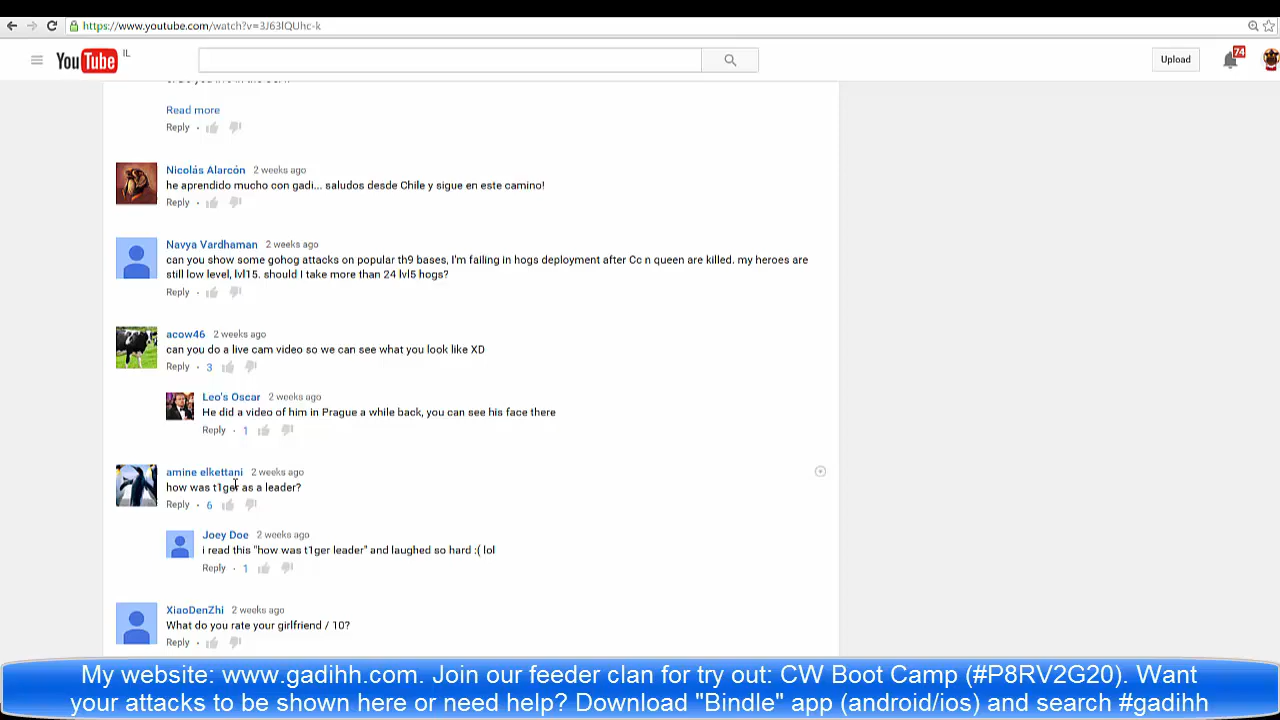 https://www.youtube.com/watch?v=3J63lQUhc-k
YouTube IL
Upload
74
Read more
Reply
Nicolás Alarcón 2 weeks ago
he aprendido mucho con gadi... saludos desde Chile y sigue en este camino!
Reply
Navya Vardhaman 2 weeks ago
can you show some gohog attacks on popular th9 bases, I'm failing in hogs deployment after Cc n queen are killed. my heroes are
still low level, lvl15. should I take more than 24 lvl5 hogs?
Reply
acow46 2 weeks ago
can you do a live cam video so we can see what you look like XD
Reply · 3
Leo's Oscar 2 weeks ago
He did a video of him in Prague a while back, you can see his face there
Reply · 1
amine elkettani 2 weeks ago
how was t1ger as a leader?
Reply · 6
Joey Doe 2 weeks ago
i read this "how was t1ger leader" and laughed so hard :( lol
Reply · 1
XiaoDenZhi 2 weeks ago
What do you rate your girlfriend / 10?
Reply
My website: www.gadihh.com. Join our feeder clan for try out: CW Boot Camp (#P8RV2G20). Want
your attacks to be shown here or need help? Download "Bindle" app (android/ios) and search #gadihh